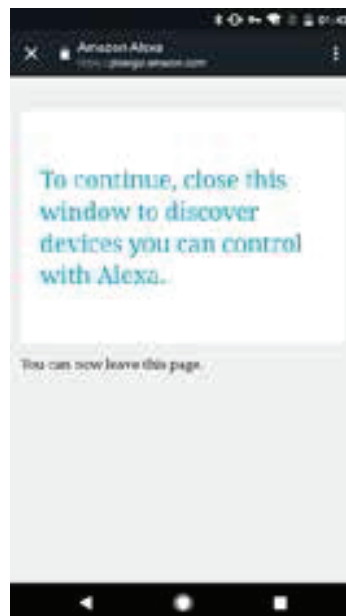 Amazon Alexa
To continue, close this
window to discover
devices you can control
with Alexa.
You can now leave this page.